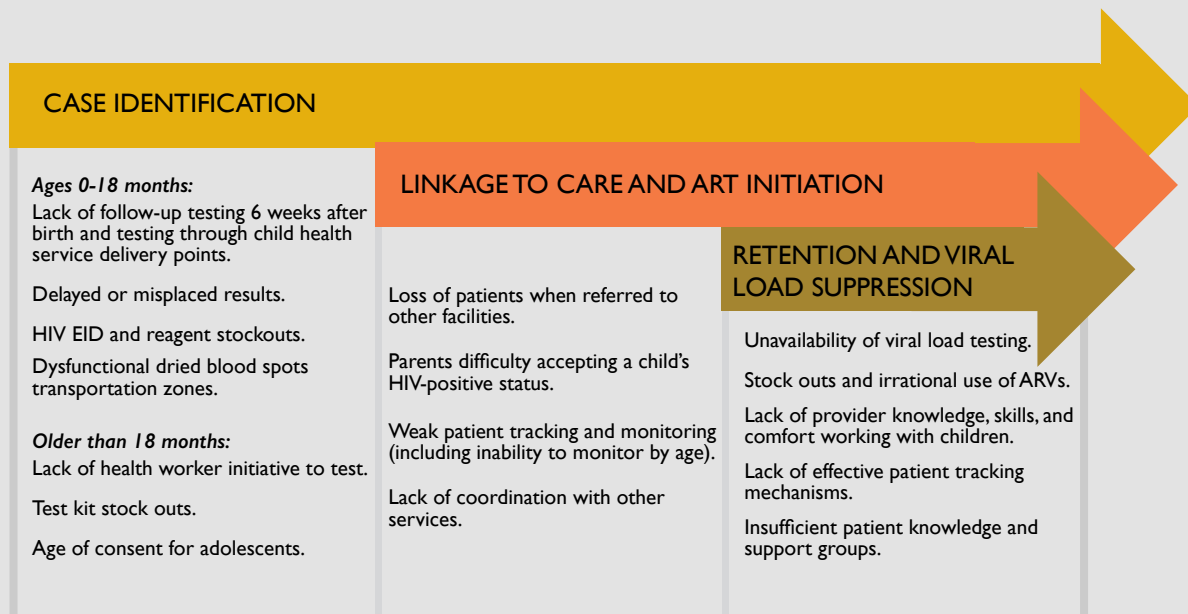 CASE IDENTIFICATION
Ages 0-18 months:
Lack of follow-up testing 6 weeks after
birth and testing through child health
service delivery points.
Delayed or misplaced results.
HIV EID and reagent stockouts.
Dysfunctional dried blood spots
transportation zones.
Older than 18 months:
Lack of health worker initiative to test.
Test kit stock outs.
Age of consent for adolescents.
LINKAGE TO CARE AND ART INITIATION
Loss of patients when referred to
other facilities.
Parents difficulty accepting a child’s
HIV-positive status.
Weak patient tracking and monitoring
(including inability to monitor by age).
Lack of coordination with other
services.
RETENTION AND VIRAL
LOAD SUPPRESSION
Unavailability of viral load testing.
Stock outs and irrational use of ARVs.
Lack of provider knowledge, skills, and
comfort working with children.
Lack of effective patient tracking
mechanisms.
Insufficient patient knowledge and
support groups.